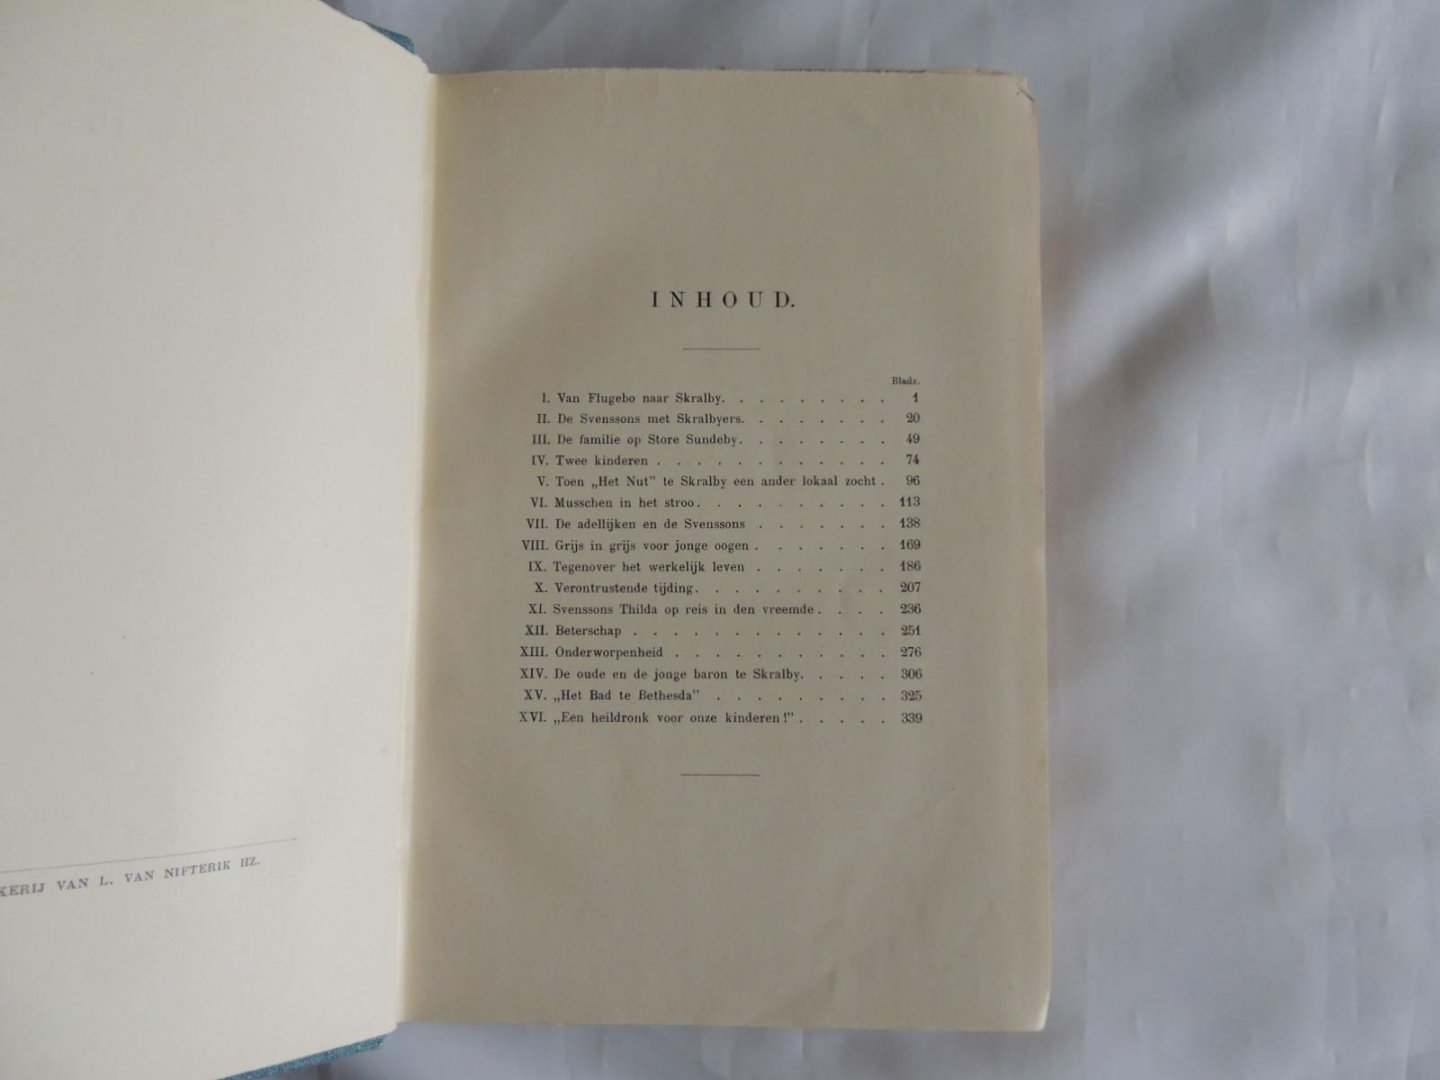 KERIJ VAN L. VAN NIFTERIK HZ.
INHOUD.
Bladz.
I. Van Flugebo naar Skralby. . . . . . . . . 1
II. De Svenssons met Skralbyers. . . . . . . . 20
III. De familie op Store Sundeby. . . . . . . . 49
IV. Twee kinderen . . . . . . . . . . . 74
V. Toen „Het Nut” te Skralby een ander lokaal zocht . 96
VI. Musschen in het stroo. . . . . . . . . . 113
VII. De adellijken en de Svenssons . . . . . . . 138
VIII. Grijs in grijs voor jonge oogen . . . . . . . 169
IX. Tegenover het werkelijk leven . . . . . . . 186
X. Verontrustende tijding. . . . . . . . . . 207
XI. Svenssons Thilda op reis in den vreemde . . . . 236
XII. Beterschap . . . . . . . . . . . . . 251
XIII. Onderworpenheid . . . . . . . . . . . 276
XIV. De oude en de jonge baron te Skralby. . . . . 306
XV. „Het Bad te Bethesda” . . . . . . . . . 325
XVI. „Een heildronk voor onze kinderen!” . . . . . 339